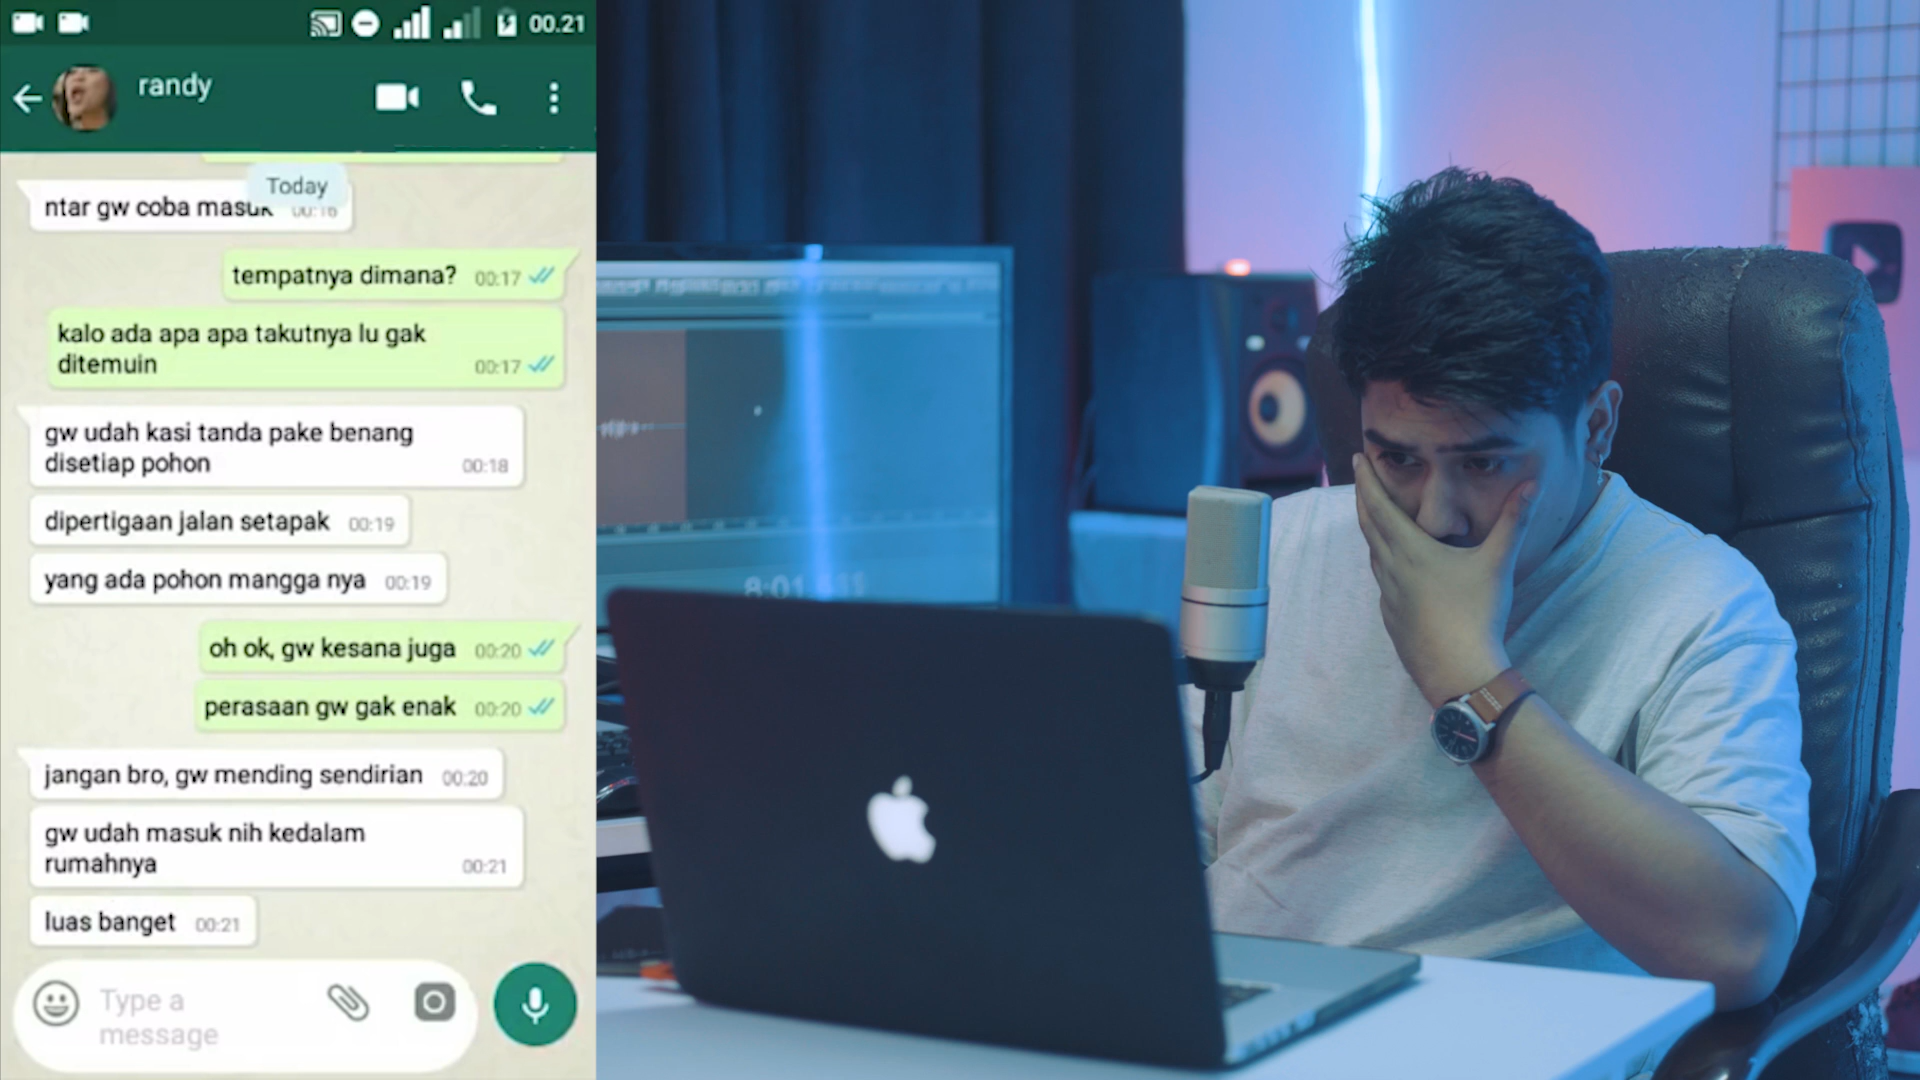 00.21
randy
Today
ntar gw coba masuk 00:16
tempatnya dimana? 00:17
kalo ada apa apa takutnya lu gak
ditemuin 00:17
gw udah kasi tanda pake benang
disetiap pohon 00:18
dipertigaan jalan setapak 00:19
yang ada pohon mangga nya 00:19
oh ok, gw kesana juga 00:20
perasaan gw gak enak 00:20
jangan bro, gw mending sendirian 00:20
gw udah masuk nih kedalam
rumahnya 00:21
luas banget 00:21
Type a
message